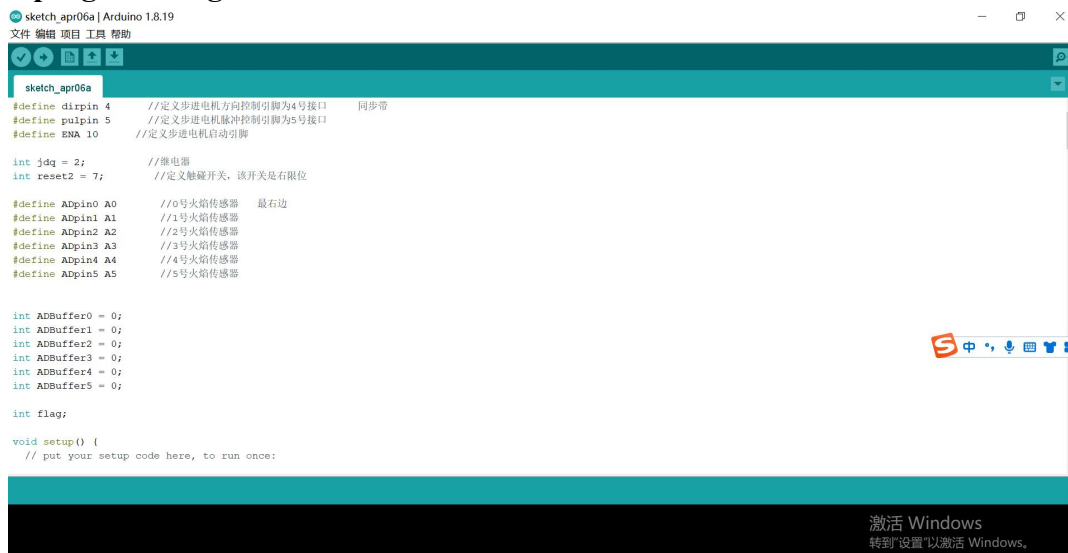 sketch_apr06a | Arduino 1.8.19
文件 编辑 项目 工具 帮助
sketch_apr06a
#define dirpin 4 //定义步进电机方向控制引脚为4号接口 同步带
#define pulpin 5 //定义步进电机脉冲控制引脚为5号接口
#define ENA 10 //定义步进电机启动引脚
int jdq = 2; //继电器
int reset2 = 7; //定义触碰开关，该开关是右限位
#define ADpin0 A0 //0号火焰传感器 最右边
#define ADpin1 A1 //1号火焰传感器
#define ADpin2 A2 //2号火焰传感器
#define ADpin3 A3 //3号火焰传感器
#define ADpin4 A4 //4号火焰传感器
#define ADpin5 A5 //5号火焰传感器
int ADBuffer0 = 0;
int ADBuffer1 = 0;
int ADBuffer2 = 0;
int ADBuffer3 = 0;
int ADBuffer4 = 0;
int ADBuffer5 = 0;
int flag;
void setup() {
// put your setup code here, to run once:
中
激活 Windows
转到"设置"以激活 Windows。